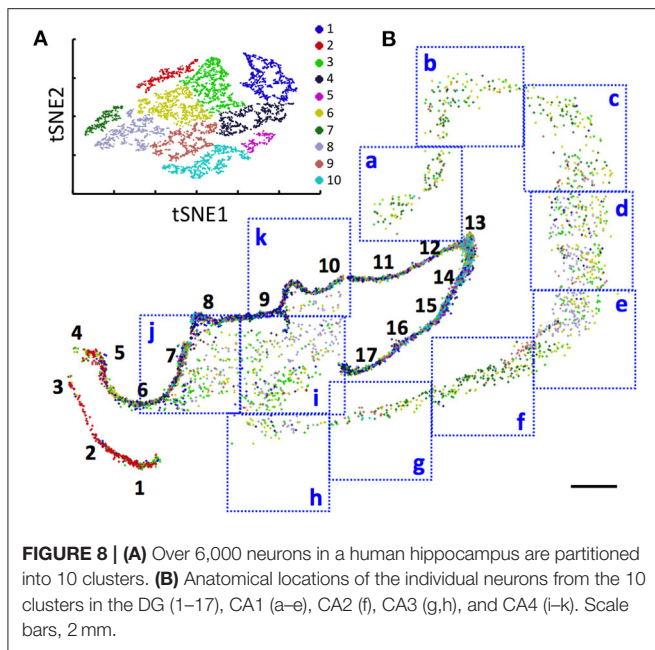 A
tSNE2
tSNE1
1
2
3
4
5
6
7
8
9
10
B
b
c
a
d
k
13
12
11
10
14
9
8
e
15
j
16
4
5
7
17
3
6
i
f
2
g
1
h
FIGURE 8 | (A) Over 6,000 neurons in a human hippocampus are partitioned
into 10 clusters. (B) Anatomical locations of the individual neurons from the 10
clusters in the DG (1–17), CA1 (a–e), CA2 (f), CA3 (g,h), and CA4 (i–k). Scale
bars, 2 mm.